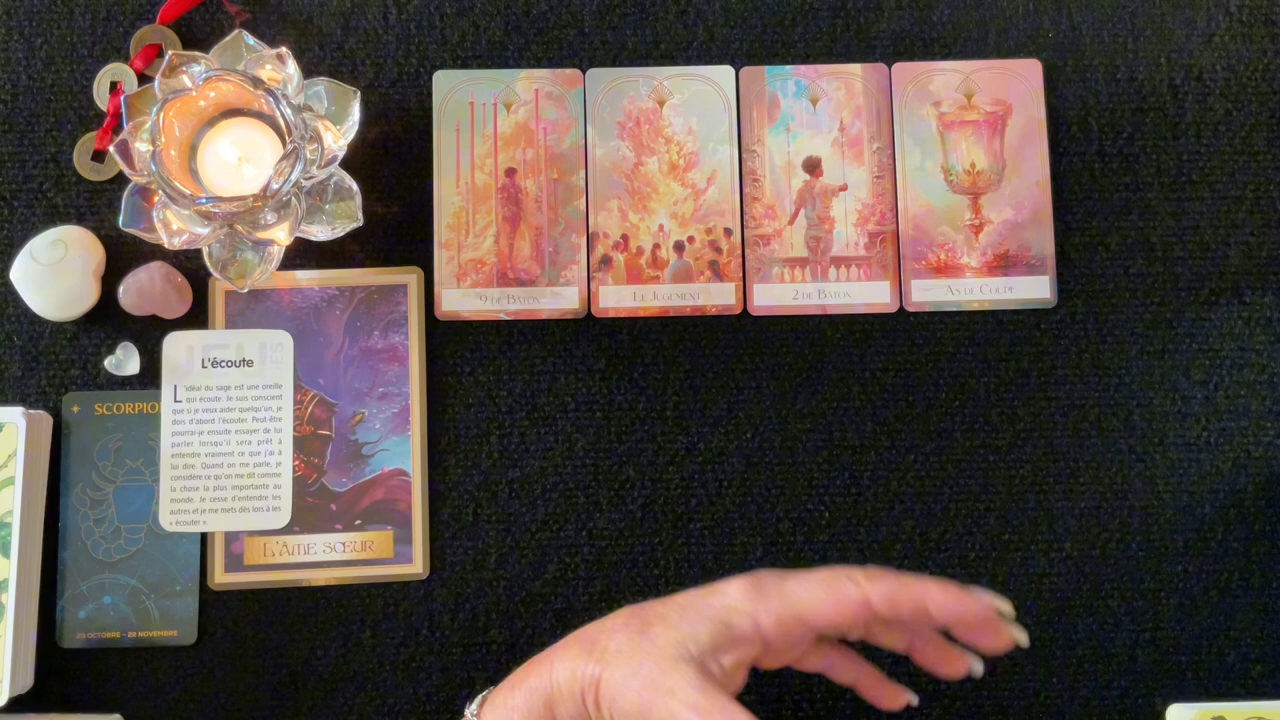 9 DE BÂTON
LE JUGEMENT
2 DE BÂTON
AS DE COUPE
L'écoute
L'idéal du sage est une oreille
qui écoute. Je suis conscient
que si je veux aider quelqu'un, je
dois d'abord l'écouter. Peut-être
pourrai-je ensuite essayer de lui
parler lorsqu'il sera prêt à
entendre vraiment ce que j'ai à
lui dire. Quand on me parle, je
considère ce qu'on me dit comme
la chose la plus importante au
monde. Je cesse d'entendre les
autres et je me mets dès lors à les
« écouter ».
SCORPIO
23 OCTOBRE - 22 NOVEMBRE
L'ÂME SŒUR